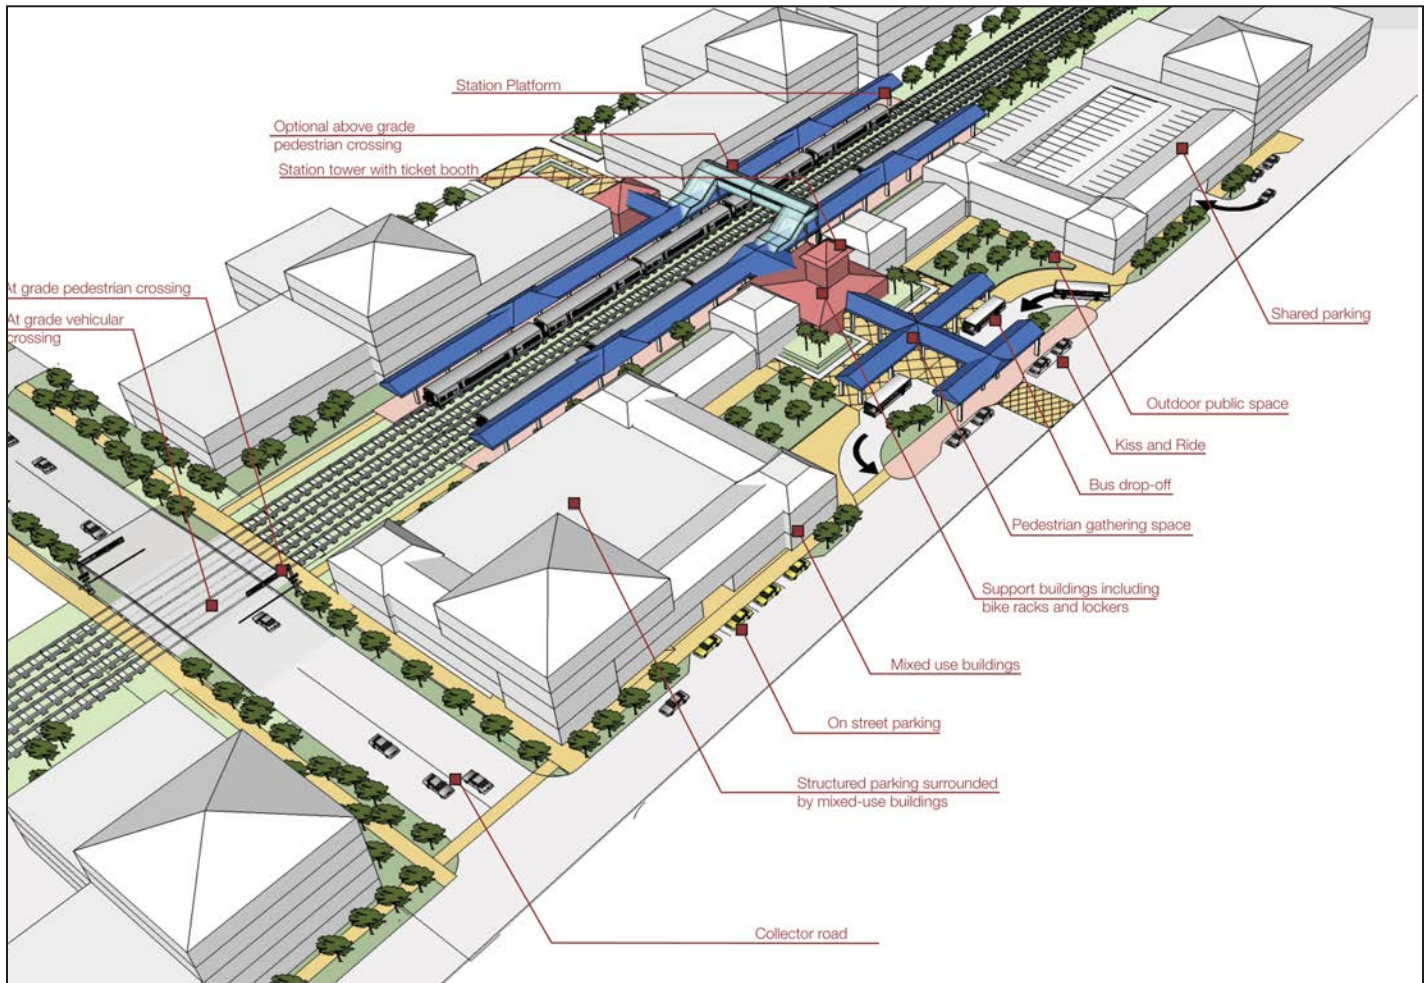 Station Platform
Optional above grade
pedestrian crossing
Station tower with ticket booth
At grade pedestrian crossing
At grade vehicular
crossing
Shared parking
Outdoor public space
Kiss and Ride
Bus drop-off
Pedestrian gathering space
Support buildings including
bike racks and lockers
Mixed use buildings
On street parking
Structured parking surrounded
by mixed-use buildings
Collector road